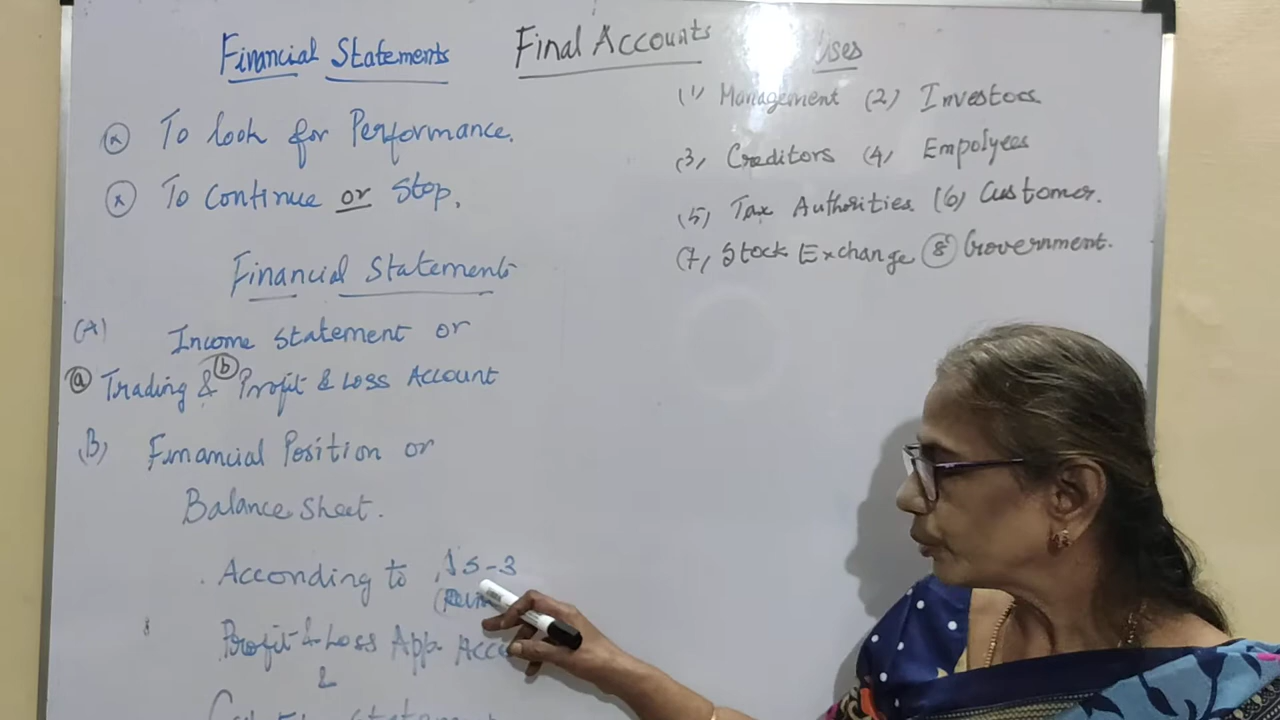 Final Accounts
Financial Statements
(*) To look for Performance.
(*) To Continue or Stop.
Financial Statements
(A) Income Statement or
(a) Trading & (b) Profit & Loss Account
(B) Financial Position or
Balance Sheet.
According to AS-3
Profit & Loss App.
&
Uses
(1) Management (2) Investors
(3) Creditors (4) Empolyees
(5) Tax Authorities (6) Customer.
(7) Stock Exchange (8) Government.